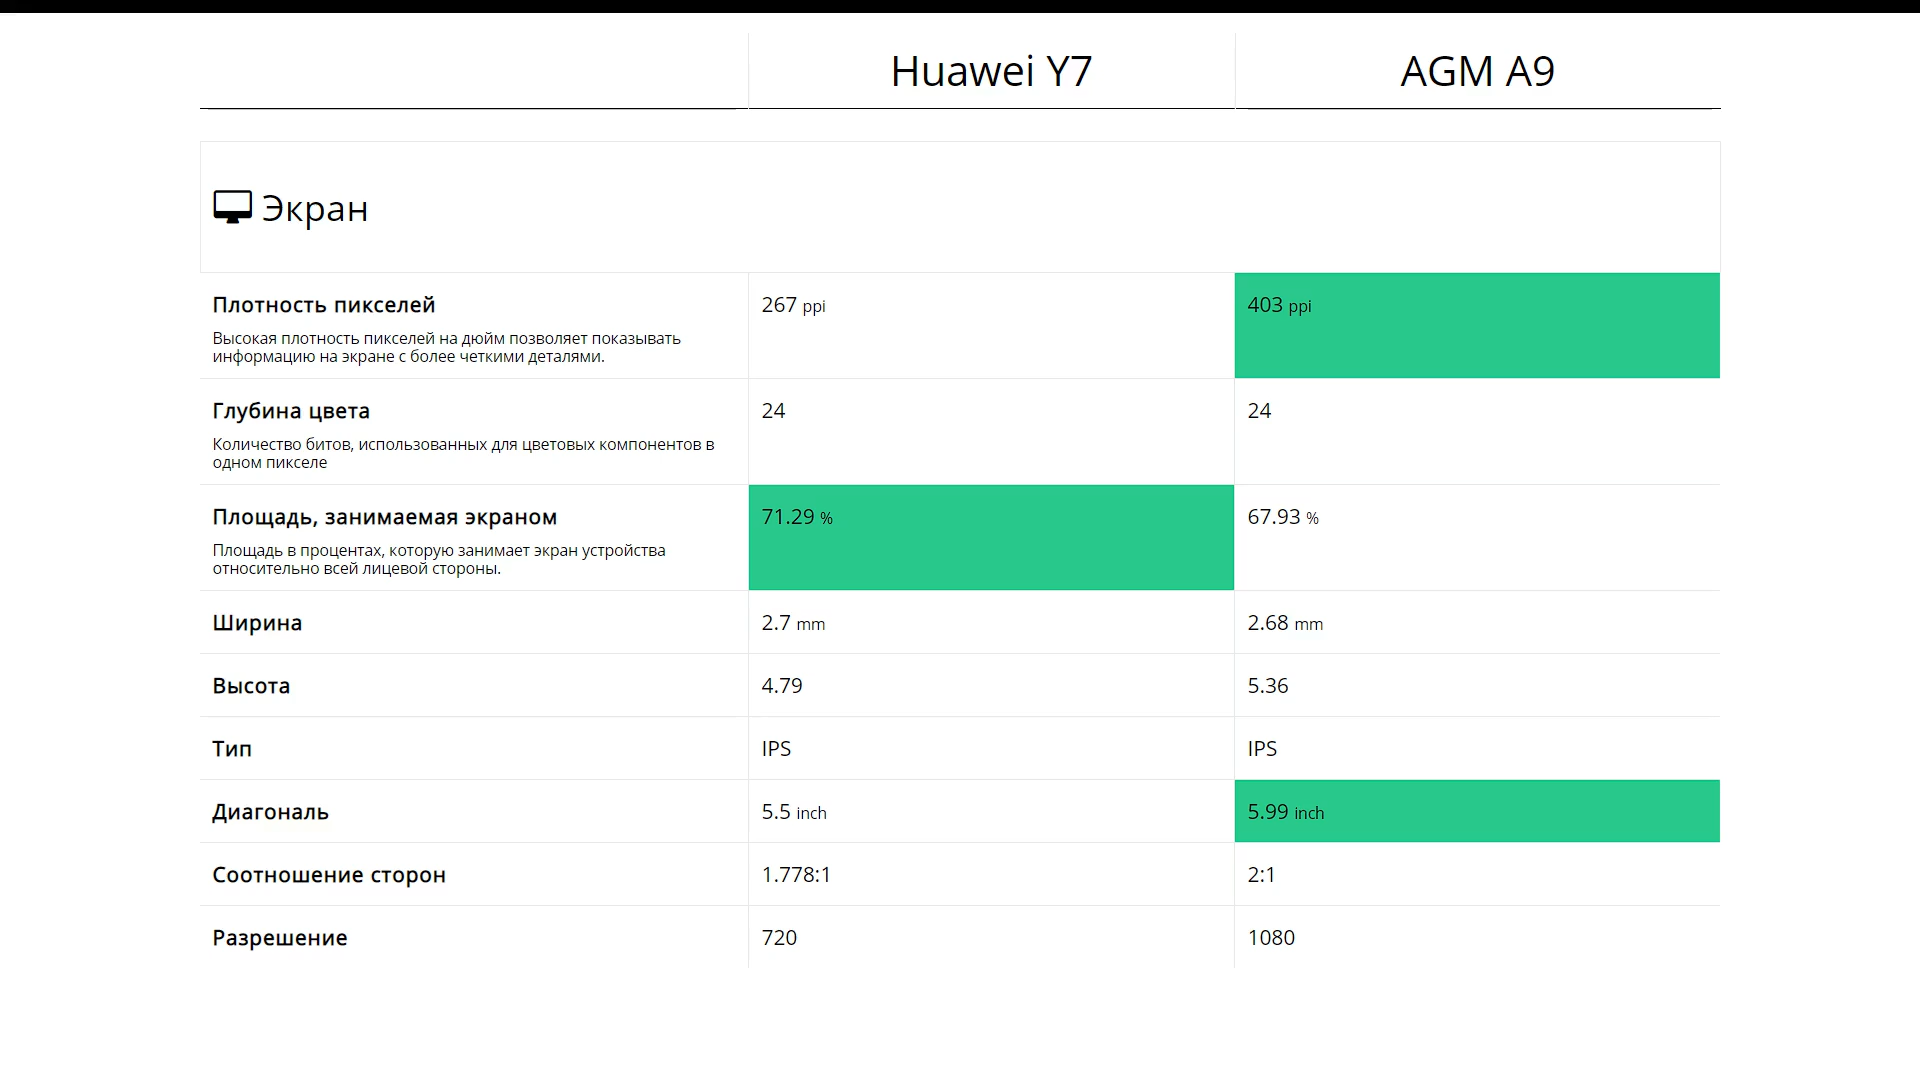 Huawei Y7
AGM A9
Экран
Плотность пикселей
267 ppi
403 ppi
Высокая плотность пикселей на дюйм позволяет показывать
информацию на экране с более четкими деталями.
Глубина цвета
24
24
Количество битов, использованных для цветовых компонентов в
одном пикселе
Площадь, занимаемая экраном
71.29 %
67.93 %
Площадь в процентах, которую занимает экран устройства
относительно всей лицевой стороны.
Ширина
2.7 mm
2.68 mm
Высота
4.79
5.36
Тип
IPS
IPS
Диагональ
5.5 inch
5.99 inch
Соотношение сторон
1.778:1
2:1
Разрешение
720
1080